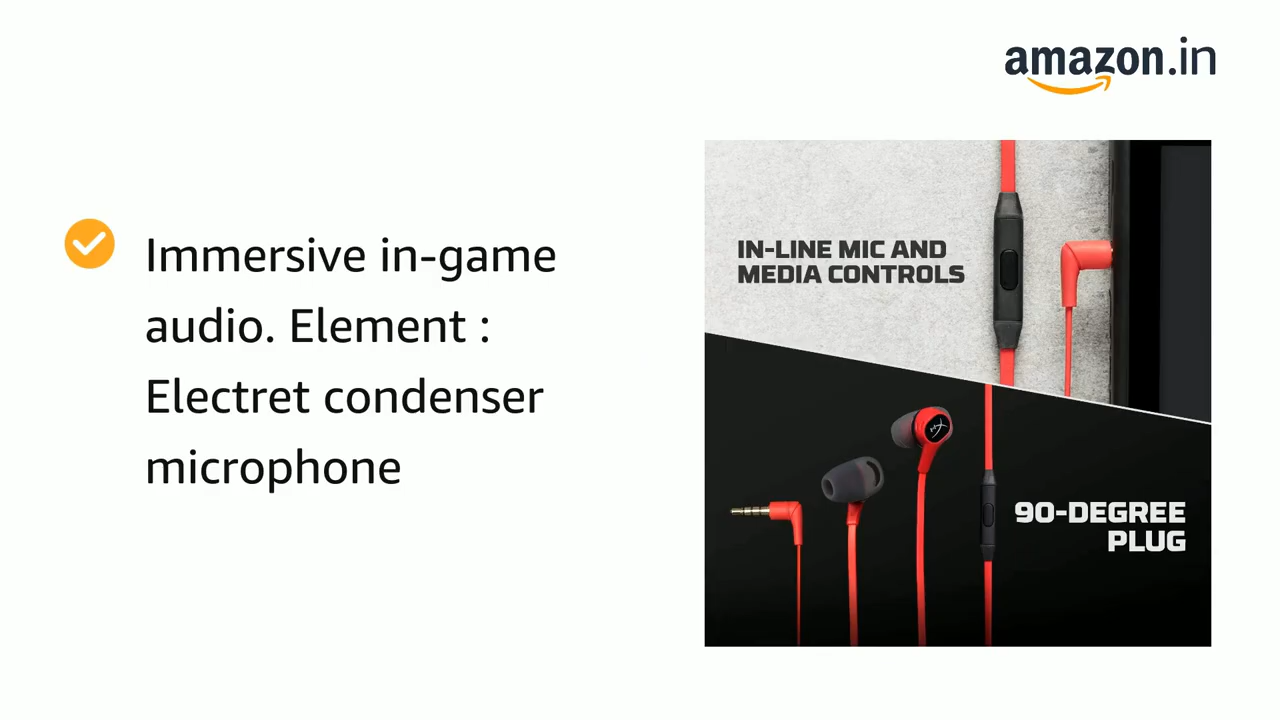 amazon.in
Immersive in-game
audio. Element :
Electret condenser
microphone
IN-LINE MIC AND
MEDIA CONTROLS
90-DEGREE
PLUG